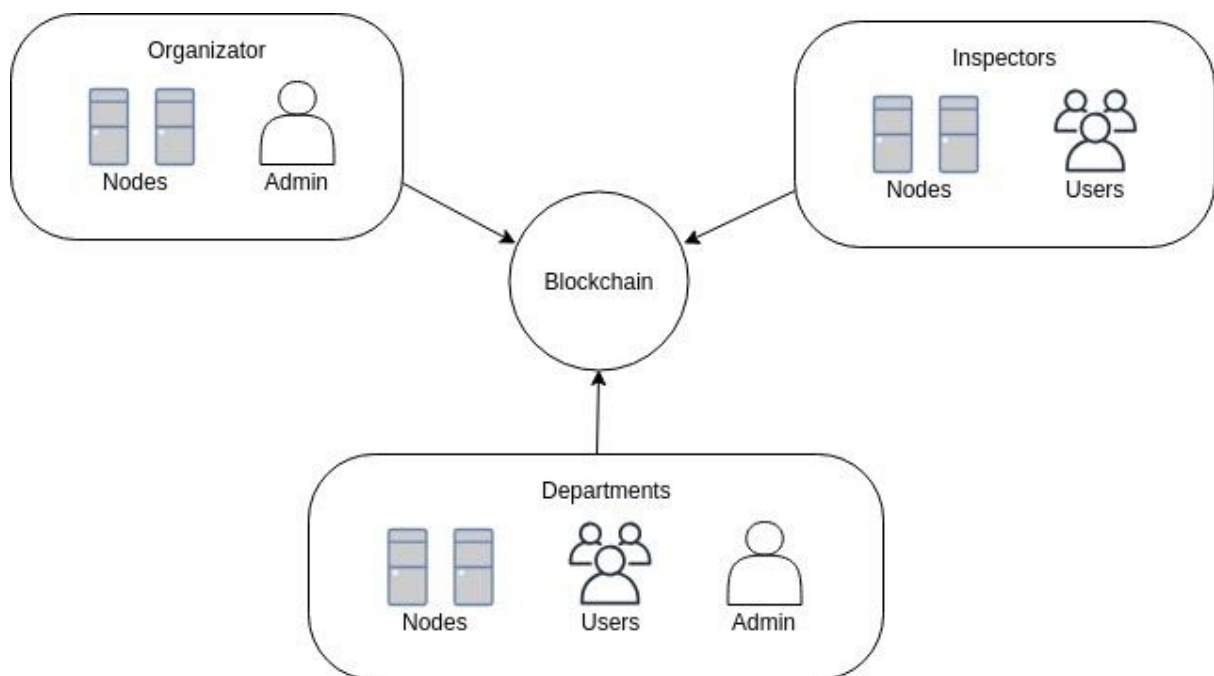 Organizator
Nodes
Admin
Inspectors
Nodes
Users
Blockchain
Departments
Nodes
Users
Admin